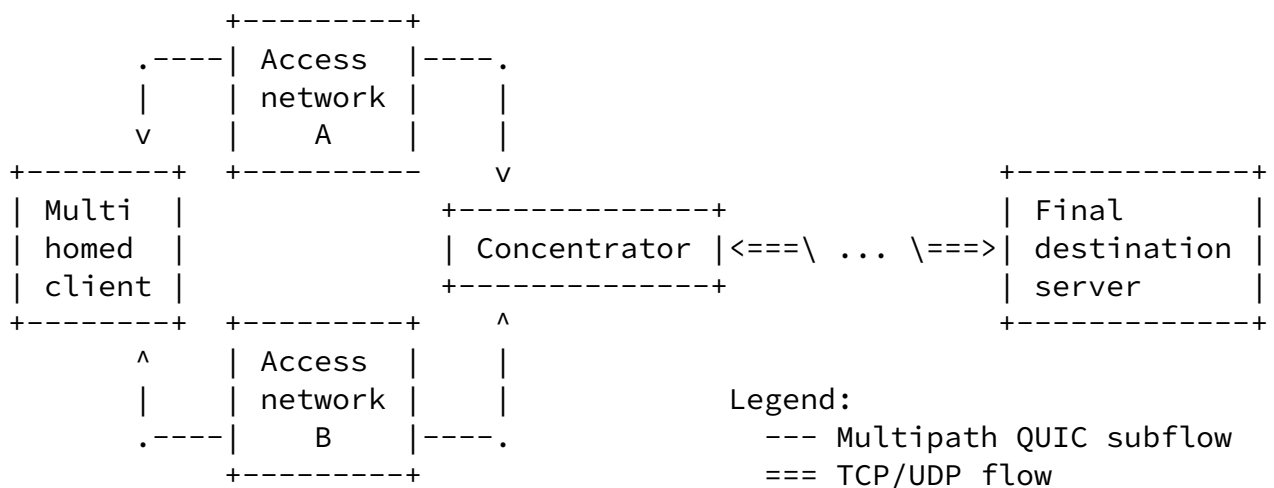 +---------+
         .----| Access  |----.
         |    | network |    |
         v    |    A    |    |
+--------+  +----------      v                            +-------------+
| Multi  |                +--------------+                | Final       |
| homed  |                | Concentrator |<===\ ... \===>| destination |
| client |                +--------------+                | server      |
+--------+  +---------+    ^                              +-------------+
         ^    | Access  |    |
         |    | network |    |            Legend:
         .----|    B    |----.              --- Multipath QUIC subflow
              +---------+                   === TCP/UDP flow